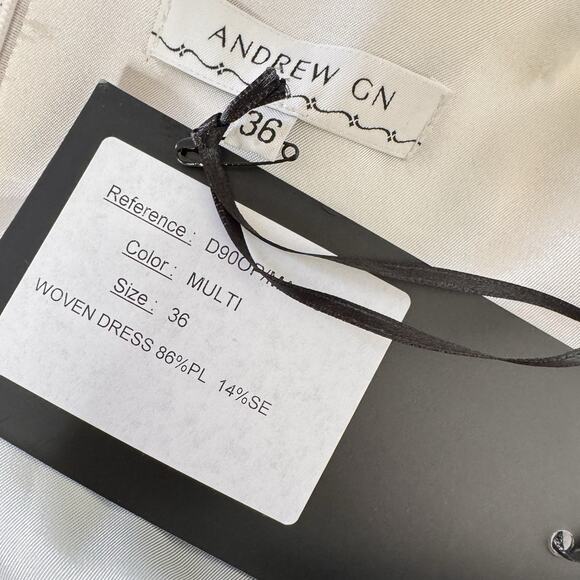 ANDREW GN
36
Reference : 
Color : MULTI
Size : 36
WOVEN DRESS 86%PL 14%SE